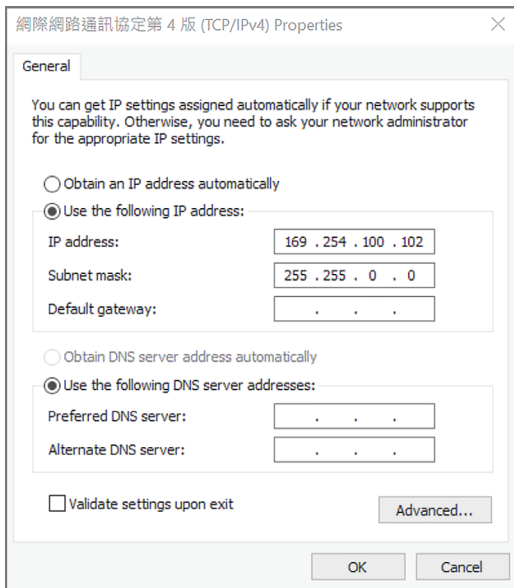 網際網路通訊協定第 4 版 (TCP/IPv4) Properties
General
You can get IP settings assigned automatically if your network supports
this capability. Otherwise, you need to ask your network administrator
for the appropriate IP settings.
Obtain an IP address automatically
Use the following IP address:
IP address: 169 . 254 . 100 . 102
Subnet mask: 255 . 255 . 0 . 0
Default gateway: . . .
Obtain DNS server address automatically
Use the following DNS server addresses:
Preferred DNS server: . . .
Alternate DNS server: . . .
Validate settings upon exit
Advanced...
OK Cancel